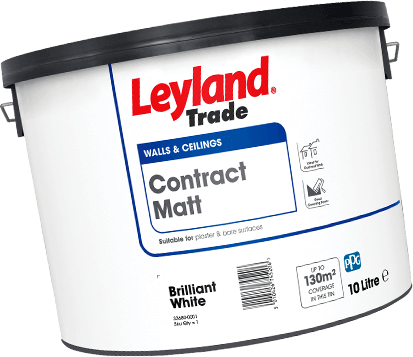 Leyland®
Trade
WALLS & CEILINGS
Contract
Matt
Suitable for plaster & bare surfaces
Brilliant
White
UP TO
130m²
COVERAGE
IN THIS TIN
PPG
10 Litre ℮